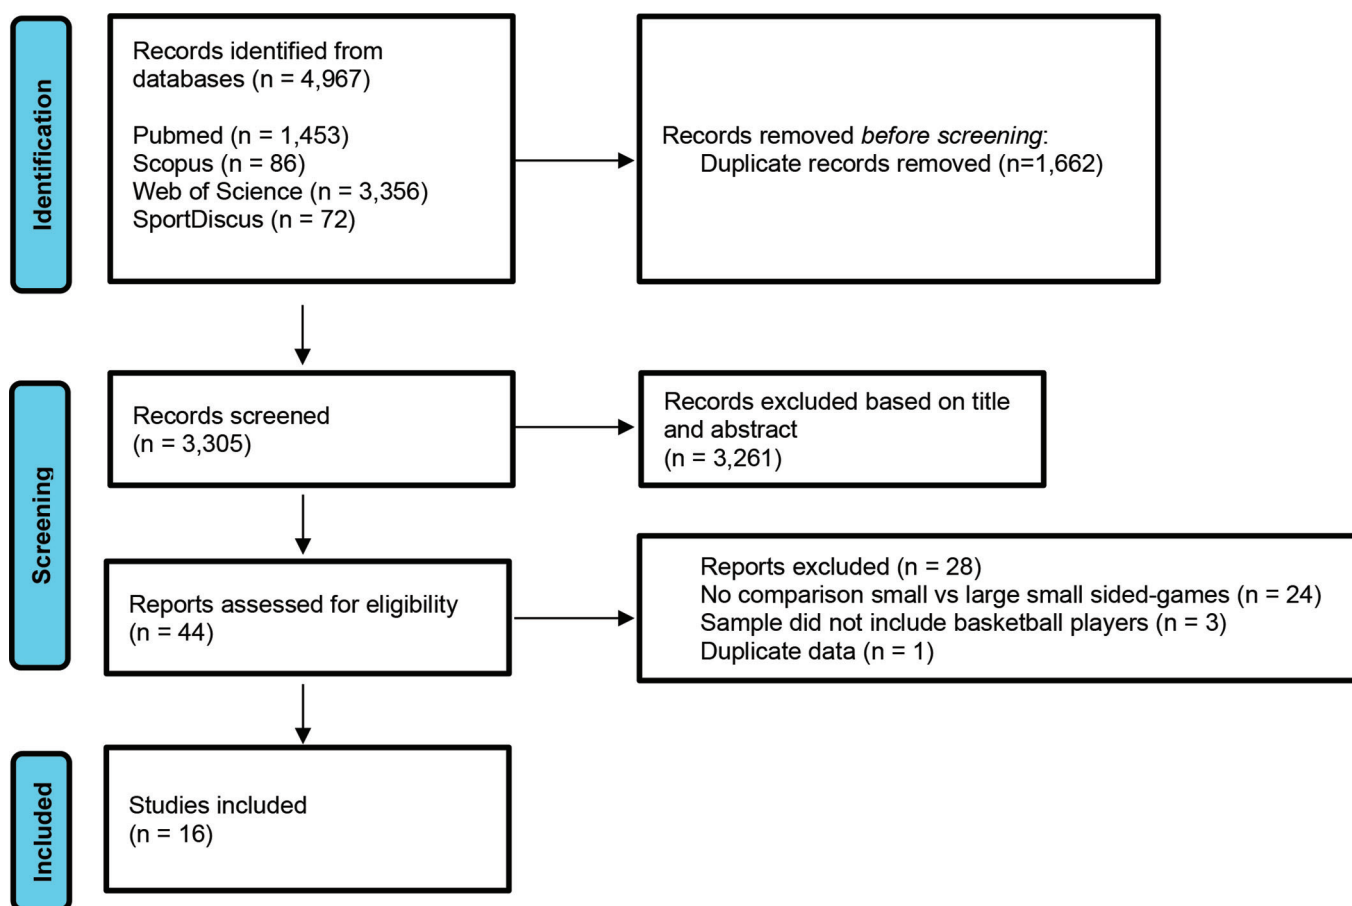 Identification
Records identified from
databases (n = 4,967)
Pubmed (n = 1,453)
Scopus (n = 86)
Web of Science (n = 3,356)
SportDiscus (n = 72)
Records removed before screening:
Duplicate records removed (n=1,662)
Screening
Records screened
(n = 3,305)
Records excluded based on title
and abstract
(n = 3,261)
Reports assessed for eligibility
(n = 44)
Reports excluded (n = 28)
No comparison small vs large small sided-games (n = 24)
Sample did not include basketball players (n = 3)
Duplicate data (n = 1)
Included
Studies included
(n = 16)